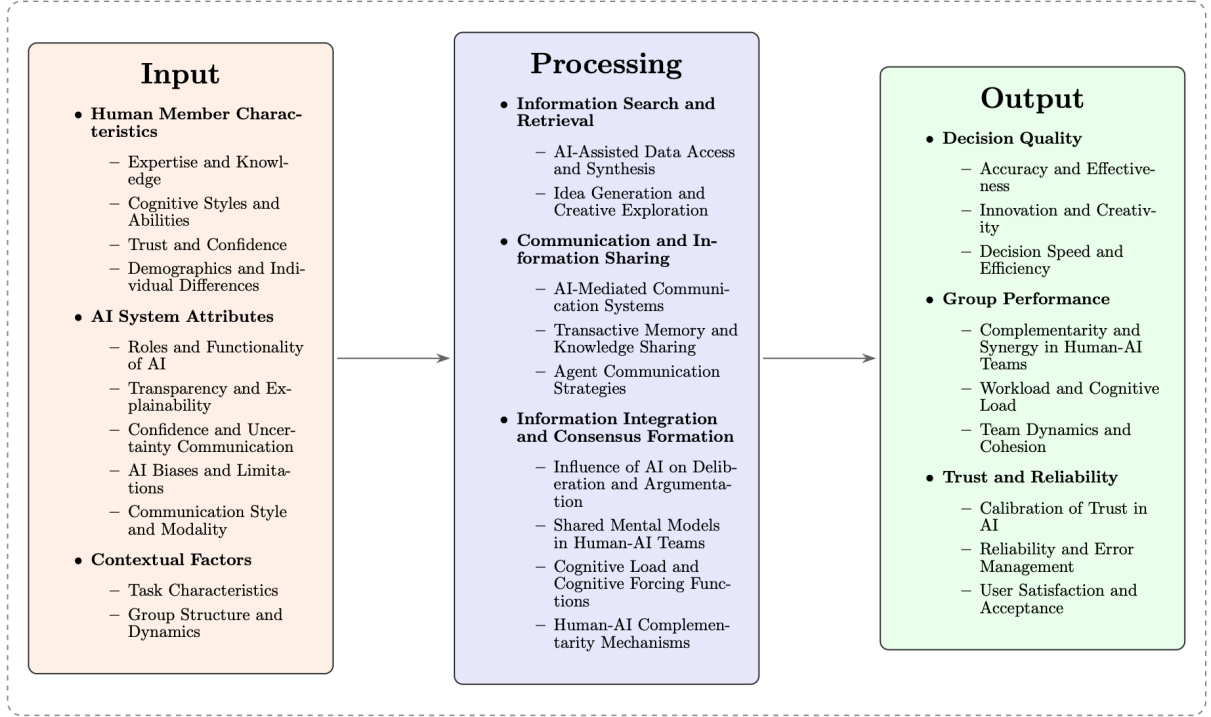 Input
• Human Member Charac-
teristics
– Expertise and Knowl-
edge
– Cognitive Styles and
Abilities
– Trust and Confidence
– Demographics and Indi-
vidual Differences
• AI System Attributes
– Roles and Functionality
of AI
– Transparency and Ex-
plainability
– Confidence and Uncer-
tainty Communication
– AI Biases and Limita-
tions
– Communication Style
and Modality
• Contextual Factors
– Task Characteristics
– Group Structure and
Dynamics
Processing
• Information Search and
Retrieval
– AI-Assisted Data Access
and Synthesis
– Idea Generation and
Creative Exploration
• Communication and In-
formation Sharing
– AI-Mediated Communi-
cation Systems
– Transactive Memory and
Knowledge Sharing
– Agent Communication
Strategies
• Information Integration
and Consensus Formation
– Influence of AI on Delib-
eration and Argumenta-
tion
– Shared Mental Models
in Human-AI Teams
– Cognitive Load and
Cognitive Forcing Func-
tions
– Human-AI Complemen-
tarity Mechanisms
Output
• Decision Quality
– Accuracy and Effective-
ness
– Innovation and Creativ-
ity
– Decision Speed and
Efficiency
• Group Performance
– Complementarity and
Synergy in Human-AI
Teams
– Workload and Cognitive
Load
– Team Dynamics and
Cohesion
• Trust and Reliability
– Calibration of Trust in
AI
– Reliability and Error
Management
– User Satisfaction and
Acceptance